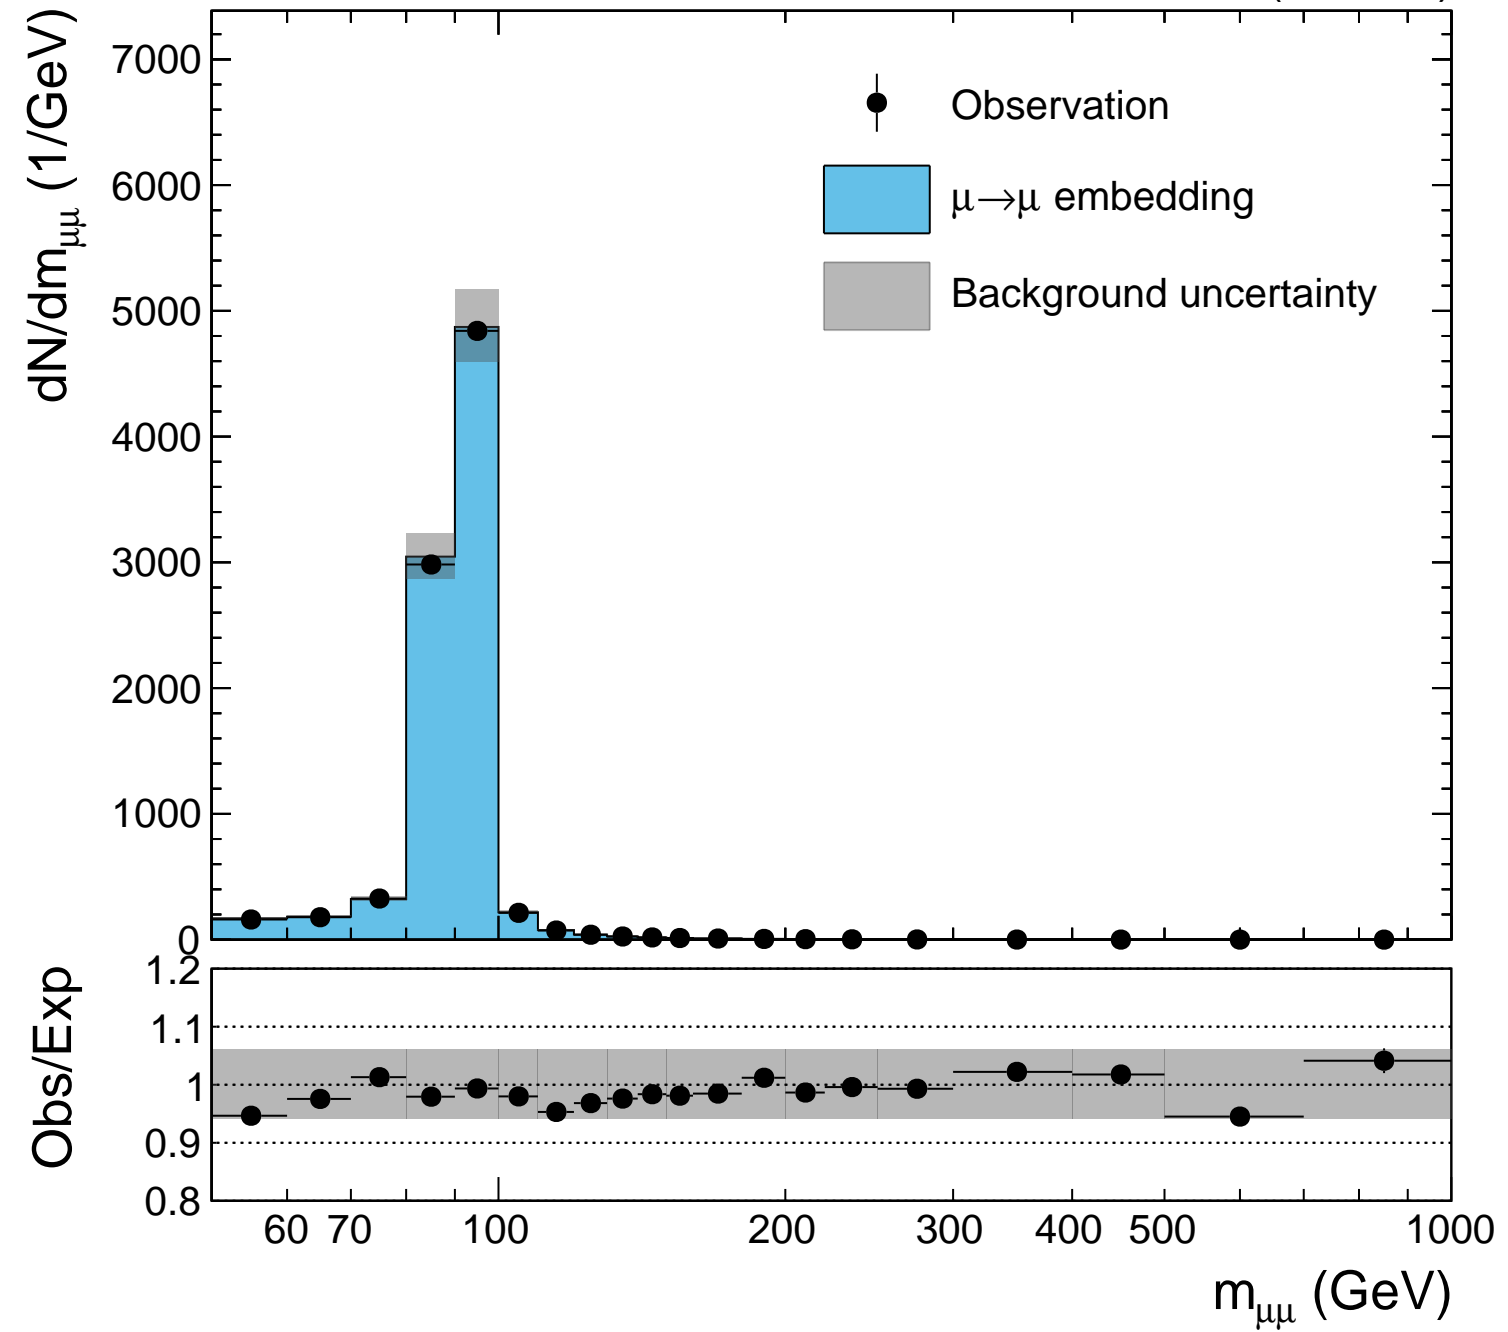 dN/dmμμ (1/GeV)
7000
6000
5000
4000
3000
2000
1000
0
Observation
μ→μ embedding
Background uncertainty
Obs/Exp
1.2
1.1
1
0.9
0.8
60 70 100 200 300 400 500 1000
mμμ (GeV)